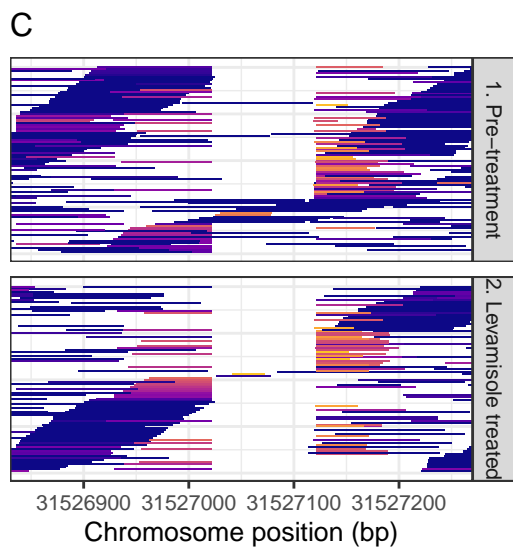 C
1. Pre−treatment
2. Levamisole treated
31526900 31527000 31527100 31527200
Chromosome position (bp)